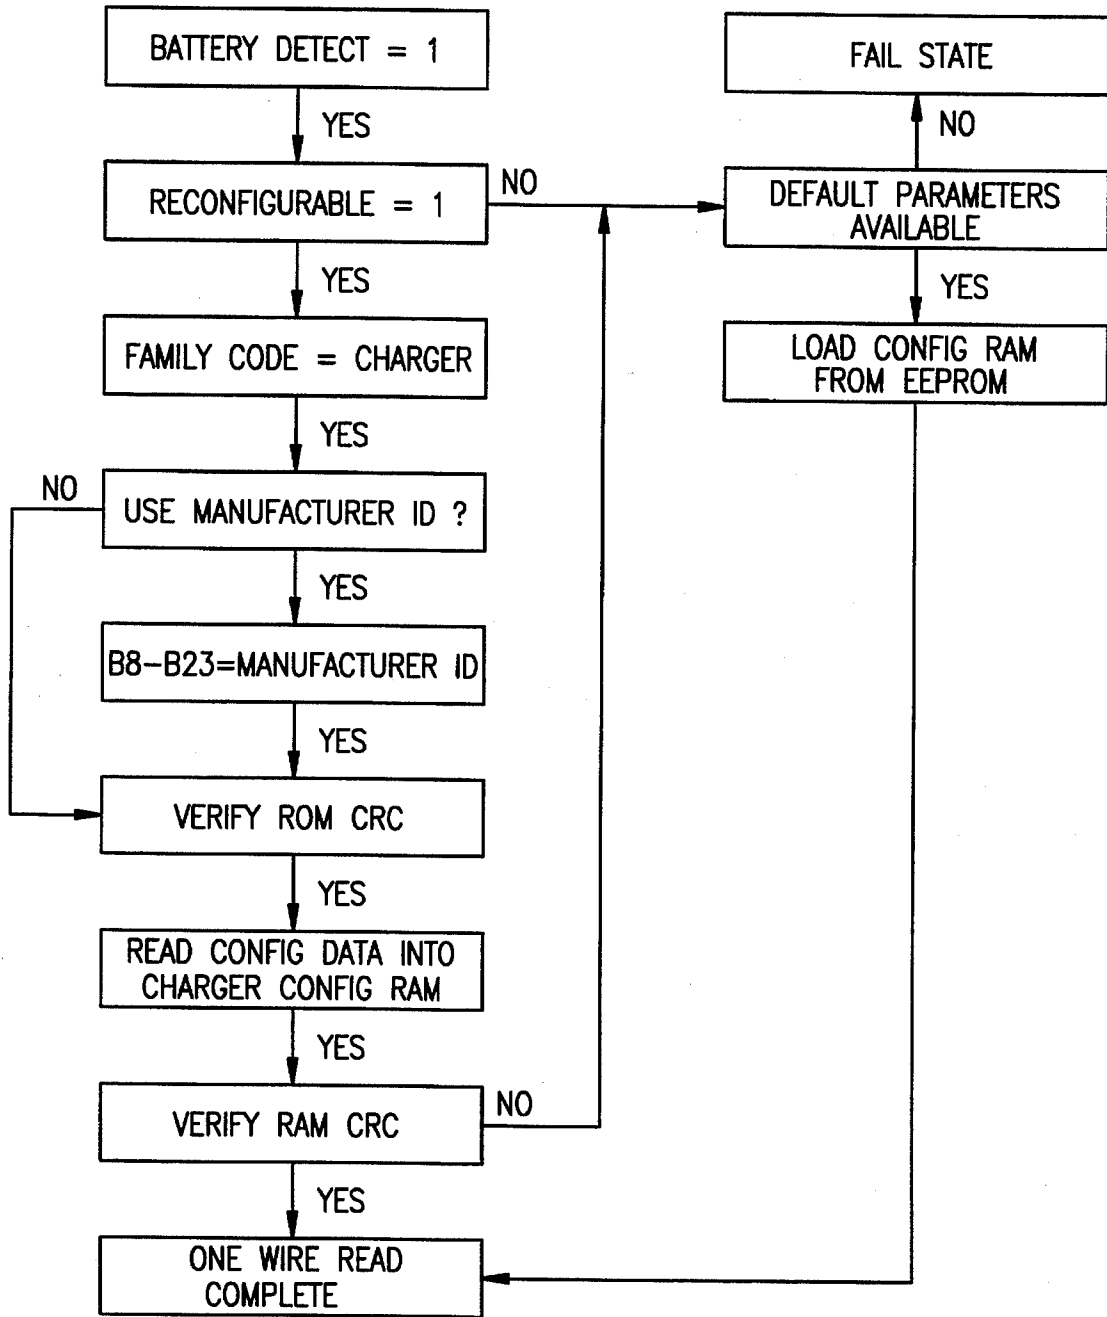 BATTERY DETECT = 1
YES
RECONFIGURABLE = 1
NO
YES
FAMILY CODE = CHARGER
YES
NO
USE MANUFACTURER ID ?
YES
B8-B23=MANUFACTURER ID
YES
VERIFY ROM CRC
YES
READ CONFIG DATA INTO
CHARGER CONFIG RAM
YES
VERIFY RAM CRC
NO
YES
ONE WIRE READ
COMPLETE
FAIL STATE
NO
DEFAULT PARAMETERS
AVAILABLE
YES
LOAD CONFIG RAM
FROM EEPROM